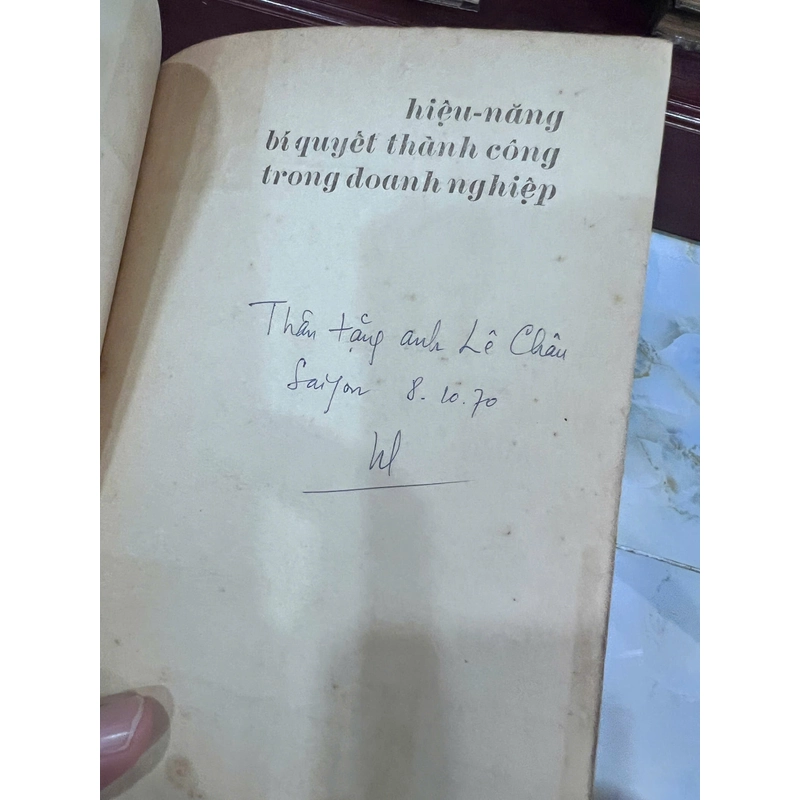 hiệu-năng
bí quyết thành công
trong doanh nghiệp
Thân tặng anh Lê Châu
Saigon 8.10.70